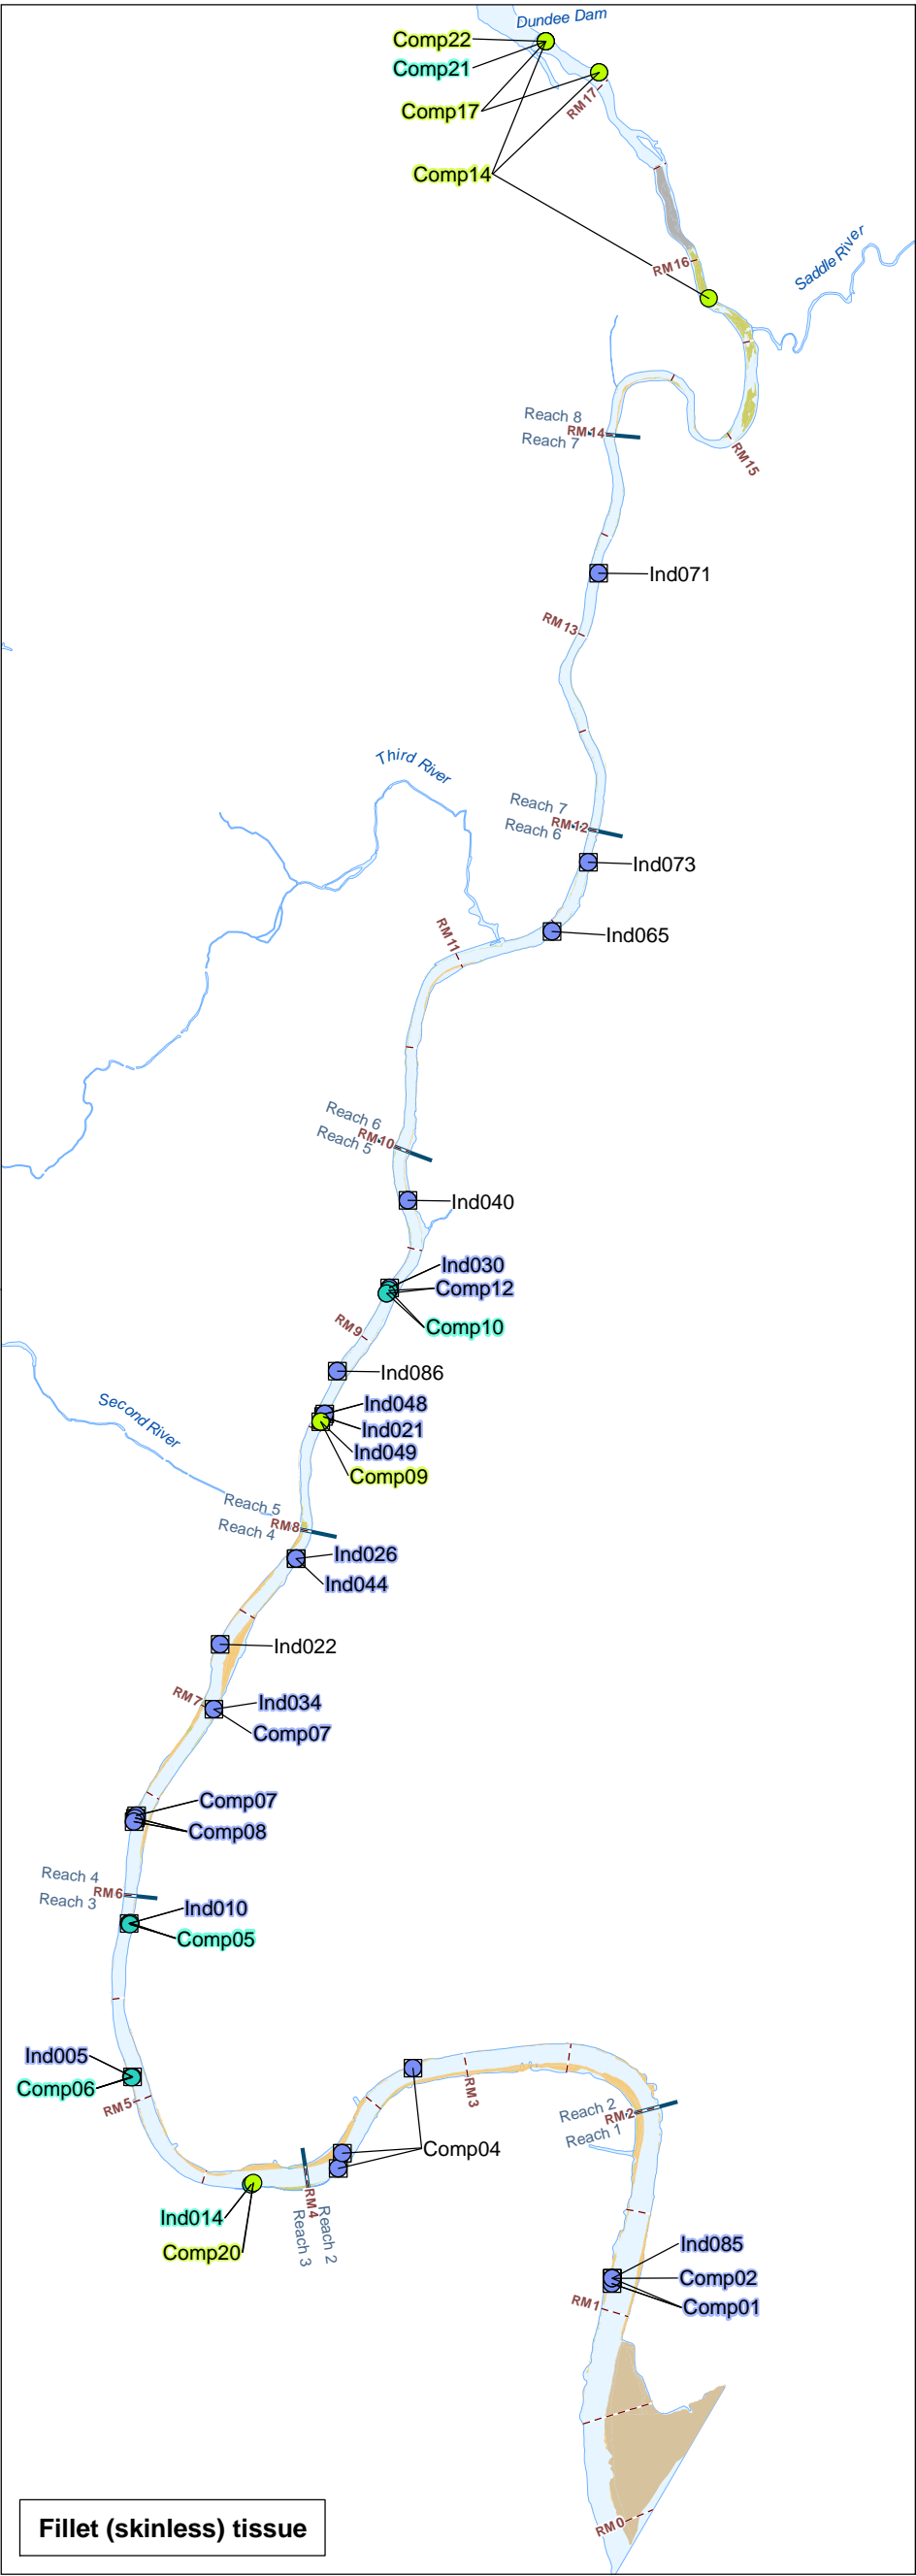 Dundee Dam
Comp22
Comp21
RM17
Comp17
Comp14
Saddle River
RM16
Reach 8
RM14
Reach 7
RM15
Ind071
RM13
Third River
Reach 7
RM12
Reach 6
Ind073
RM11
Ind065
Reach 6
RM10
Reach 5
Ind040
Ind030
Comp12
RM9
Comp10
Ind086
Second River
Ind048
Ind021
Ind049
Comp09
Reach 5
RM8
Reach 4
Ind026
Ind044
Ind022
RM7
Ind034
Comp07
Comp07
Comp08
Reach 4
RM6
Reach 3
Ind010
Comp05
Ind005
Comp06
RM5
RM3
Reach 2
RM2
Reach 1
Comp04
RM4
Reach 2
Reach 3
Ind014
Comp20
Ind085
Comp02
Comp01
RM1
RM0
Fillet (skinless) tissue